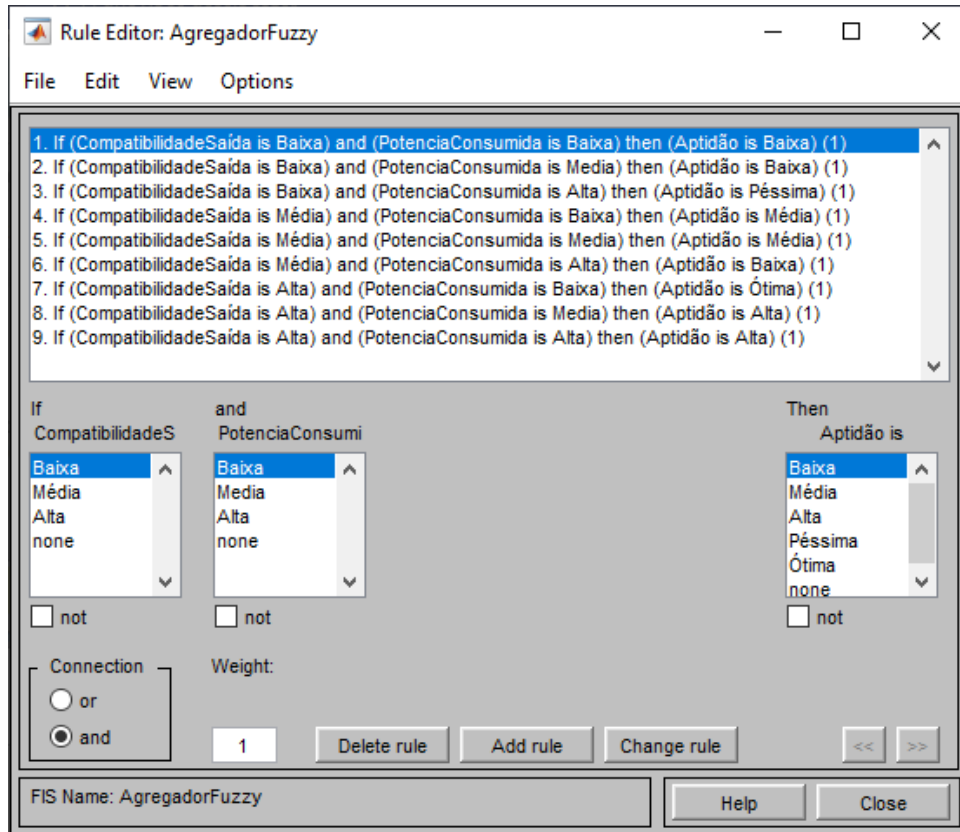 Rule Editor: AgregadorFuzzy
File Edit View Options
1. If (CompatibilidadeSaída is Baixa) and (PotenciaConsumida is Baixa) then (Aptidão is Baixa) (1)
2. If (CompatibilidadeSaída is Baixa) and (PotenciaConsumida is Media) then (Aptidão is Baixa) (1)
3. If (CompatibilidadeSaída is Baixa) and (PotenciaConsumida is Alta) then (Aptidão is Péssima) (1)
4. If (CompatibilidadeSaída is Média) and (PotenciaConsumida is Baixa) then (Aptidão is Média) (1)
5. If (CompatibilidadeSaída is Média) and (PotenciaConsumida is Media) then (Aptidão is Média) (1)
6. If (CompatibilidadeSaída is Média) and (PotenciaConsumida is Alta) then (Aptidão is Baixa) (1)
7. If (CompatibilidadeSaída is Alta) and (PotenciaConsumida is Baixa) then (Aptidão is Ótima) (1)
8. If (CompatibilidadeSaída is Alta) and (PotenciaConsumida is Media) then (Aptidão is Alta) (1)
9. If (CompatibilidadeSaída is Alta) and (PotenciaConsumida is Alta) then (Aptidão is Alta) (1)
If
CompatibilidadeS
Baixa
Média
Alta
none
not
and
PotenciaConsumi
Baixa
Media
Alta
none
not
Then
Aptidão is
Baixa
Média
Alta
Péssima
Ótima
none
not
Connection
or
and
Weight:
1
Delete rule
Add rule
Change rule
<<
>>
FIS Name: AgregadorFuzzy
Help
Close